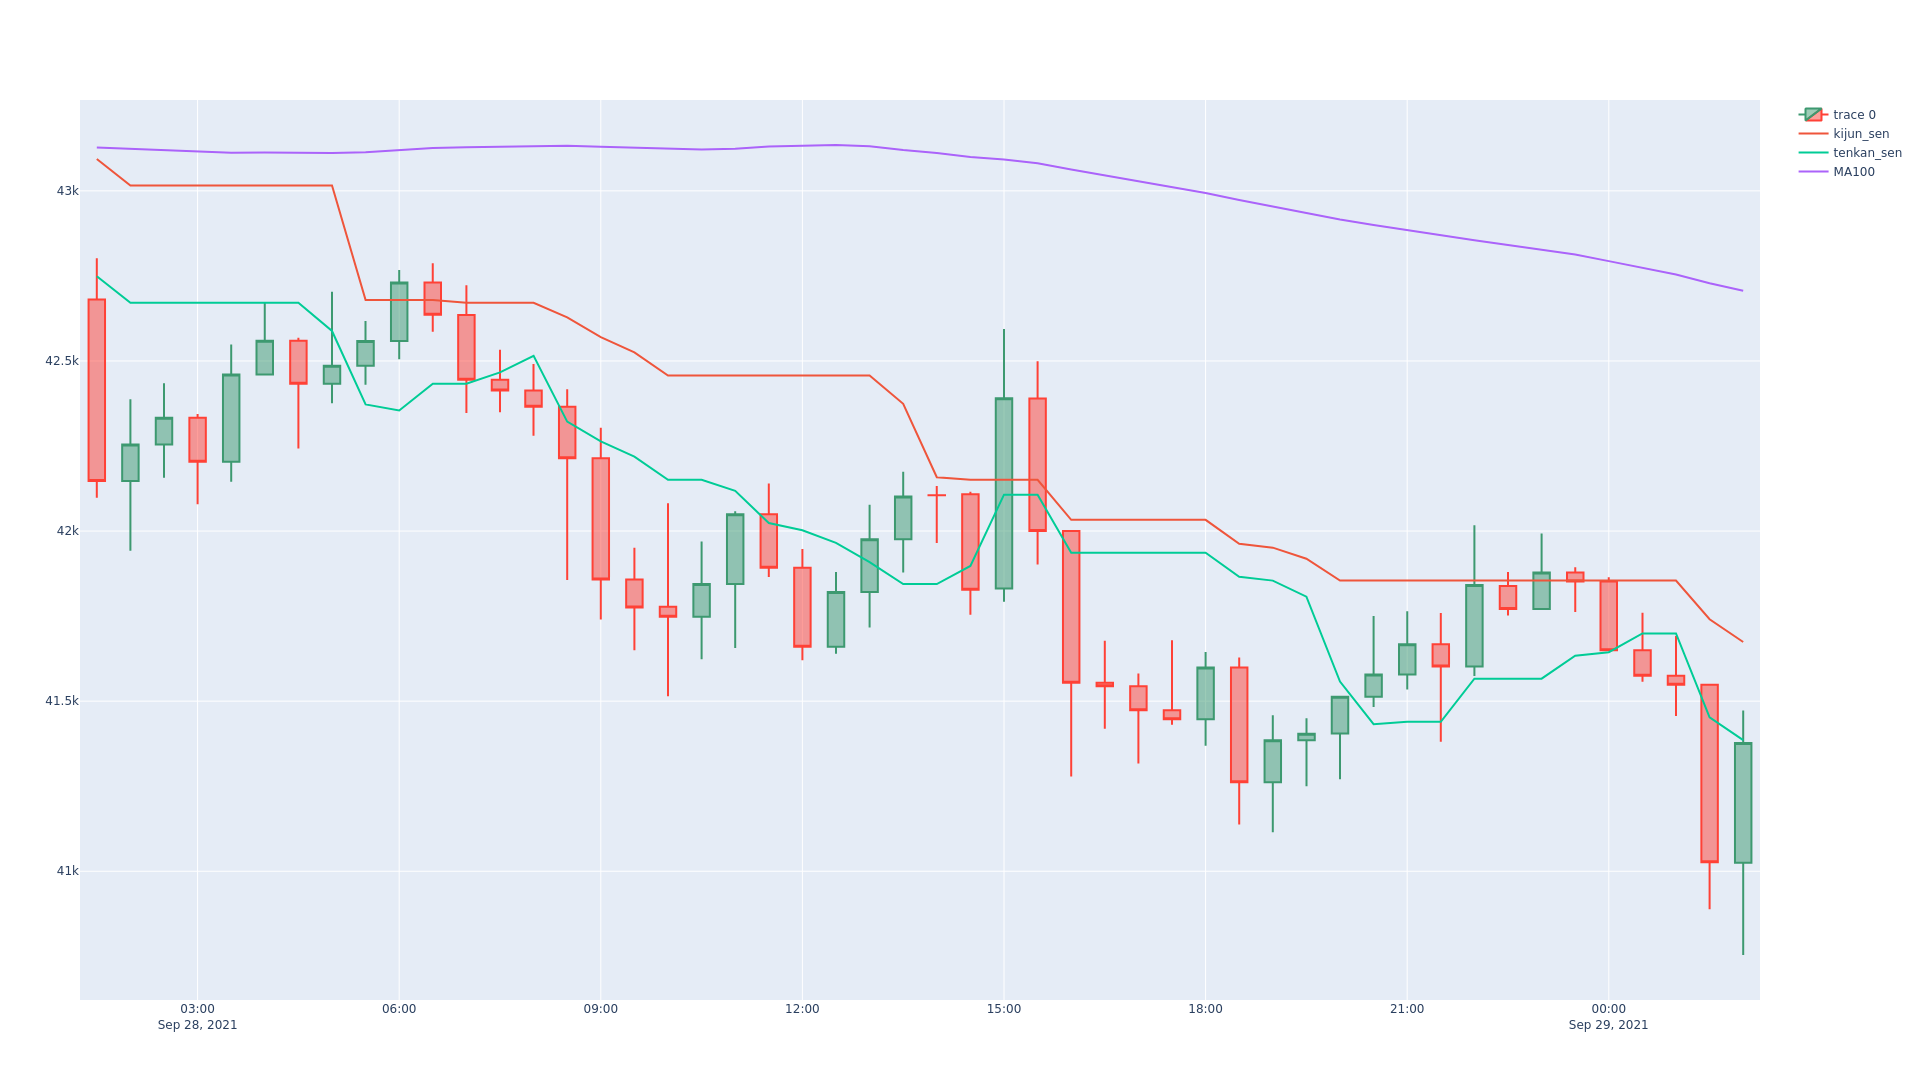 trace 0
kijun_sen
tenkan_sen
MA100
43k
42.5k
42k
41.5k
41k
03:00 06:00 09:00 12:00 15:00 18:00 21:00 00:00
Sep 28, 2021 Sep 29, 2021